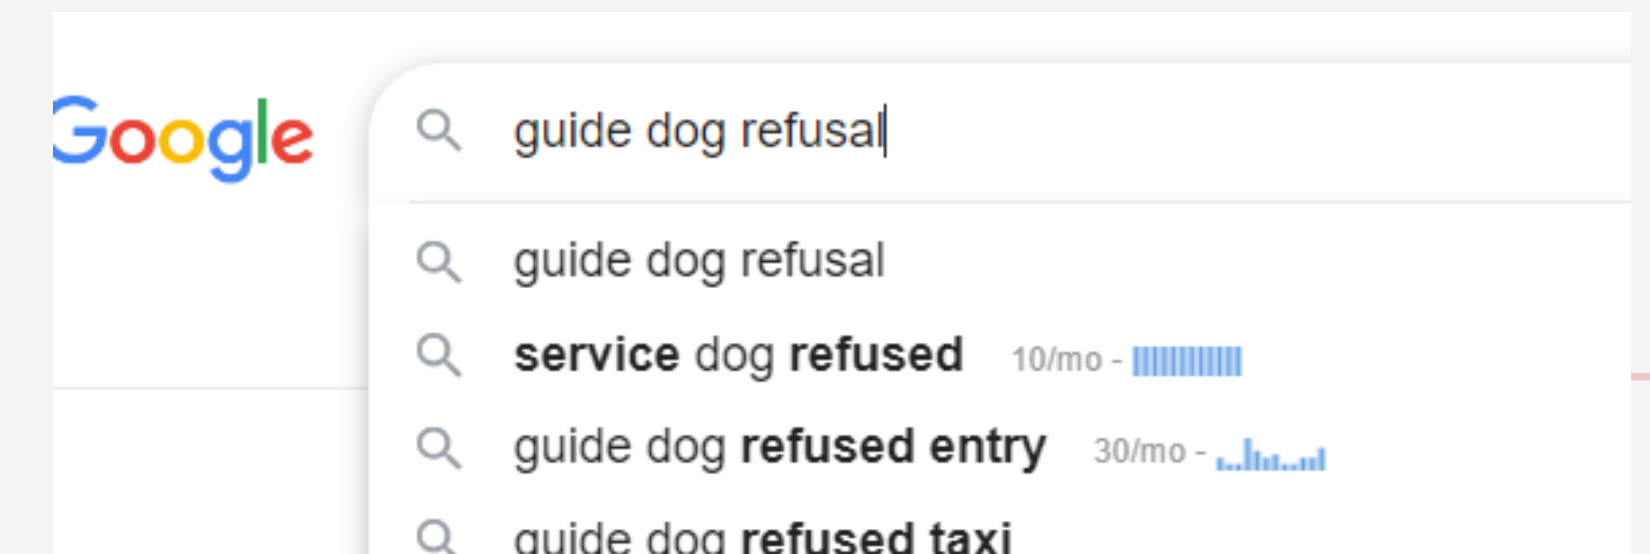 Google
guide dog refusal
guide dog refusal
service dog refused 10/mo -
guide dog refused entry 30/mo -
guide dog refused taxi